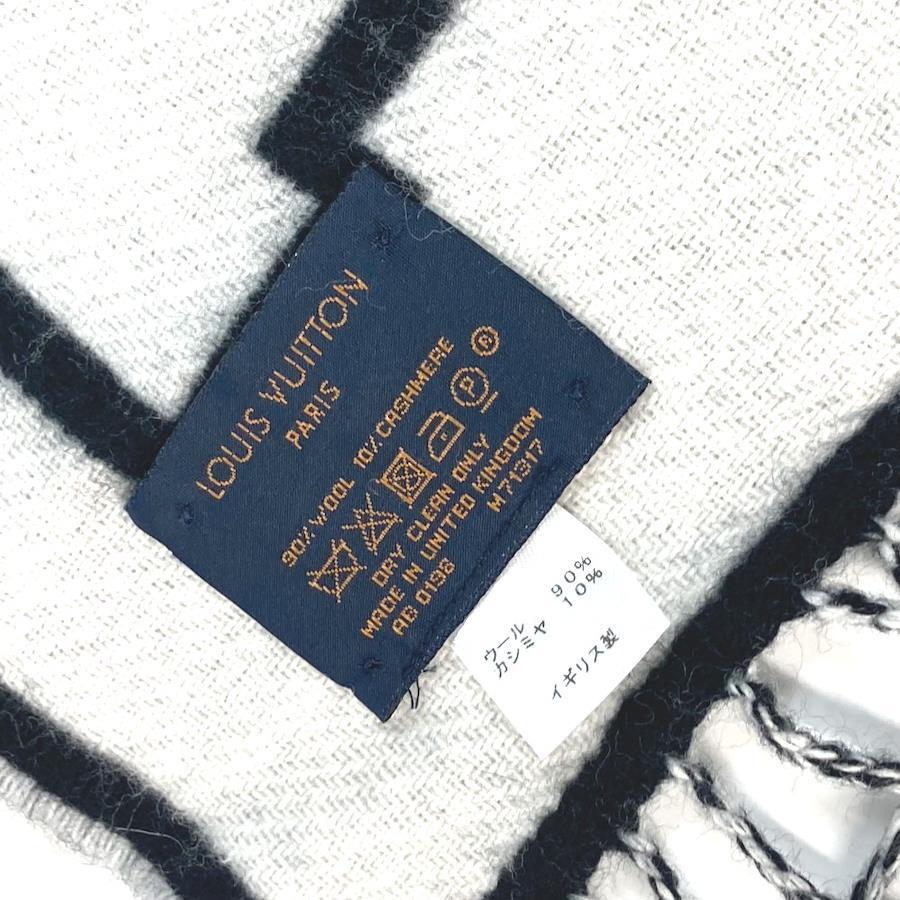 LOUIS VUITTON
PARIS
90% WOOL 10% CASHMERE ®
P
DRY CLEAN ONLY
MADE IN UNITED KINGDOM
AB 0198 M71317
ウール 90%
カシミヤ 10%
イギリス製